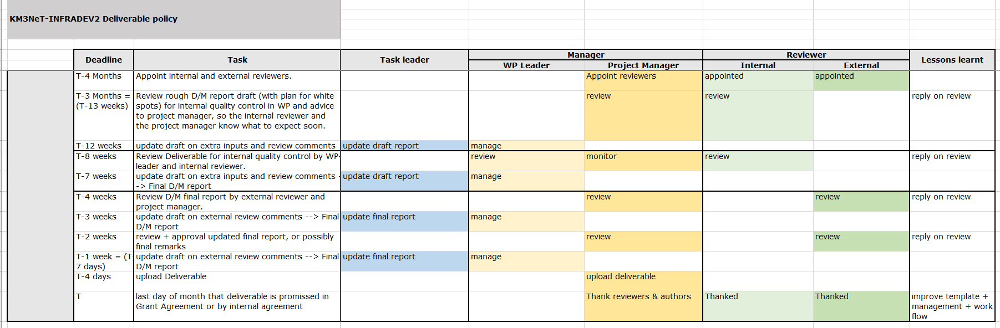 KM3NeT-INFRADEV2 Deliverable policy
Deadline Task Task leader Manager Reviewer Lessons learnt
WP Leader Project Manager Internal External
T-4 Months Appoint internal and external reviewers. Appoint reviewers appointed appointed
T-3 Months = Review rough D/M report draft (with plan for white review review reply on review
(T-13 weeks) spots) for internal quality control in WP and advice
to project manager, so the internal reviewer and
the project manager know what to expect soon.
T-12 weeks update draft on extra inputs and review comments update draft report manage
T-8 weeks Review Deliverable for internal quality control by WP- review monitor review reply on review
leader and internal reviewer.
T-7 weeks update draft on extra inputs and review comments - update draft report manage
-> Final D/M report
T-4 weeks Review D/M final report by external reviewer and review review reply on review
project manager.
T-3 weeks update draft on external review comments --> Final update final report manage
D/M report
T-2 weeks review + approval updated final report, or possibly review review reply on review
final remarks
T-1 week = (T- update draft on external review comments --> Final update final report manage
7 days) D/M report
T-4 days upload Deliverable upload deliverable
T last day of month that deliverable is promissed in Thank reviewers & authors Thanked Thanked improve template +
Grant Agreement or by internal agreement management + work
flow